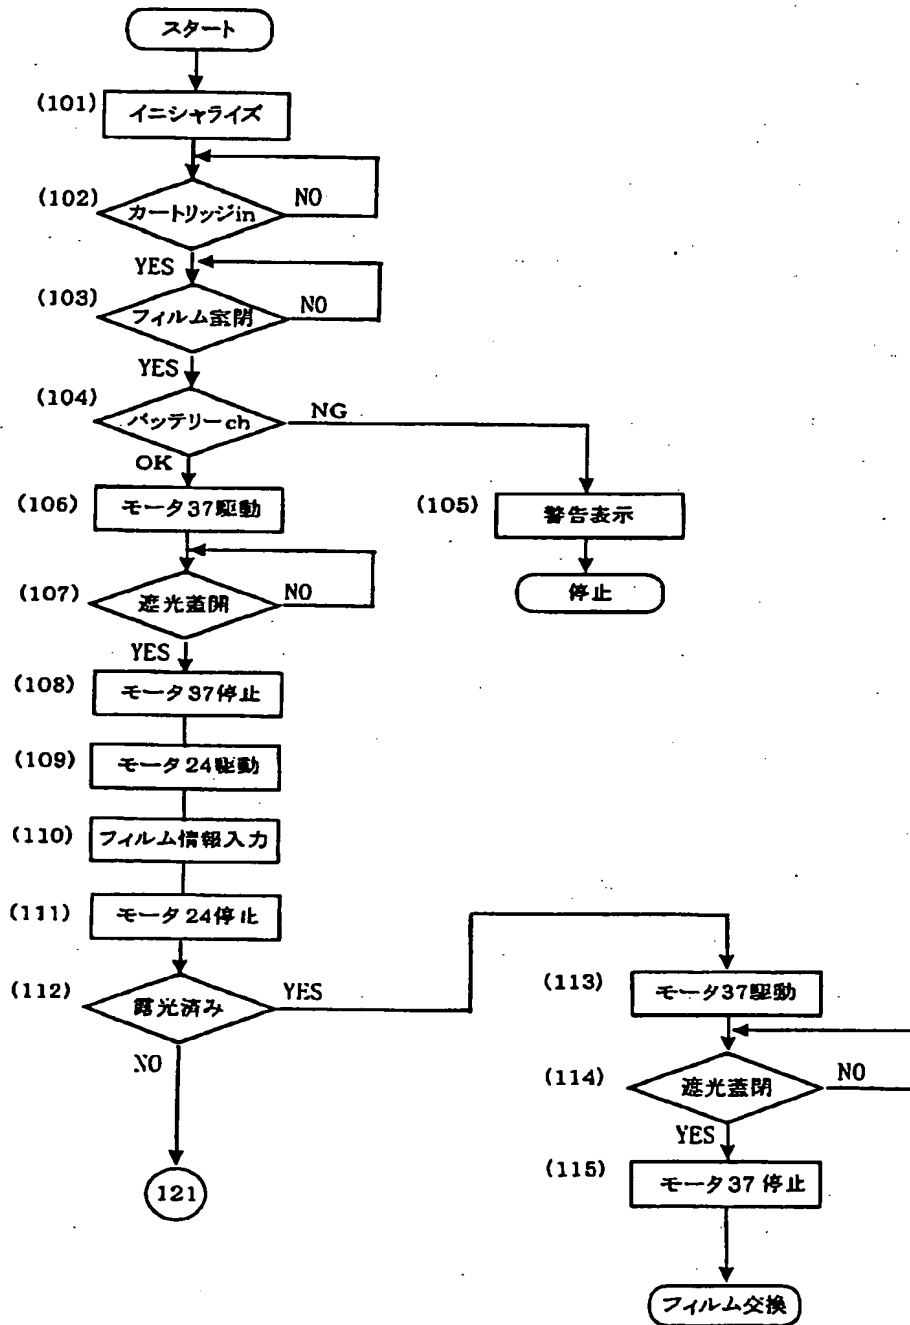 スタート
(101) イニシャライズ
(102) カートリッジin NO
YES
(103) フィルム室閉 NO
YES
(104) バッテリーch NG
OK
(106) モータ37駆動
(105) 警告表示
(107) 遮光蓋開 NO
停止
YES
(108) モータ37停止
(109) モータ24駆動
(110) フィルム情報入力
(111) モータ24停止
(112) 露光済み YES
NO
121
(113) モータ37駆動
(114) 遮光蓋閉 NO
YES
(115) モータ37停止
フィルム交換